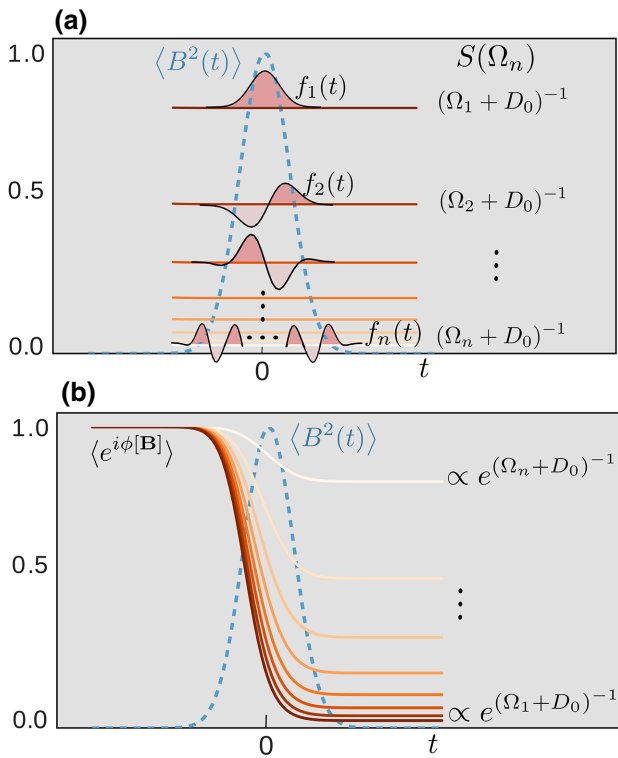 (a)
1.0
⟨B²(t)⟩
S(Ωₙ)
f₁(t)
(Ω₁ + D₀)⁻¹
0.5
f₂(t)
(Ω₂ + D₀)⁻¹
⋮
fₙ(t)
(Ωₙ + D₀)⁻¹
0.0
0
t
(b)
1.0
⟨e^{iϕ[𝐁]}⟩
⟨B²(t)⟩
∝ e^{(Ωₙ+D₀)⁻¹}
0.5
⋮
∝ e^{(Ω₁+D₀)⁻¹}
0.0
0
t